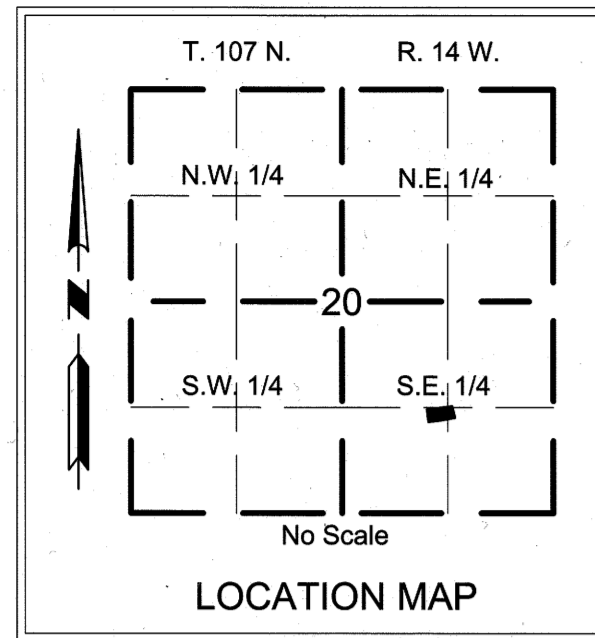 T. 107 N. R. 14 W.
N.W. 1/4 N.E. 1/4
N
20
S.W. 1/4 S.E. 1/4
No Scale
LOCATION MAP